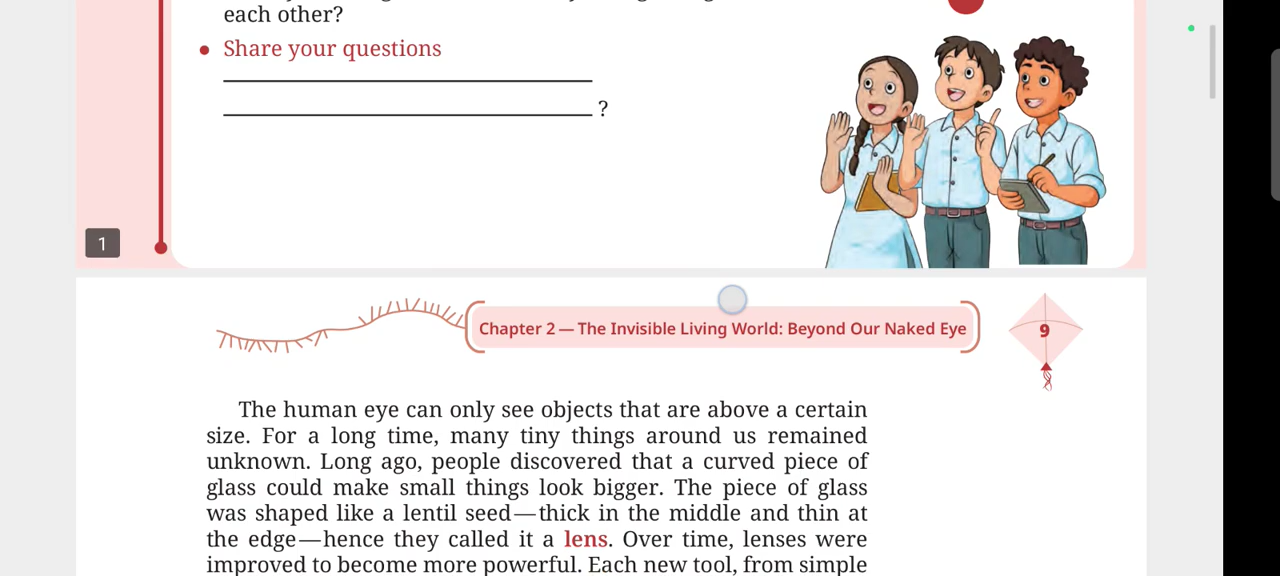 each other?
• Share your questions
?
1
Chapter 2 — The Invisible Living World: Beyond Our Naked Eye
9
The human eye can only see objects that are above a certain
size. For a long time, many tiny things around us remained
unknown. Long ago, people discovered that a curved piece of
glass could make small things look bigger. The piece of glass
was shaped like a lentil seed—thick in the middle and thin at
the edge—hence they called it a lens. Over time, lenses were
improved to become more powerful. Each new tool, from simple